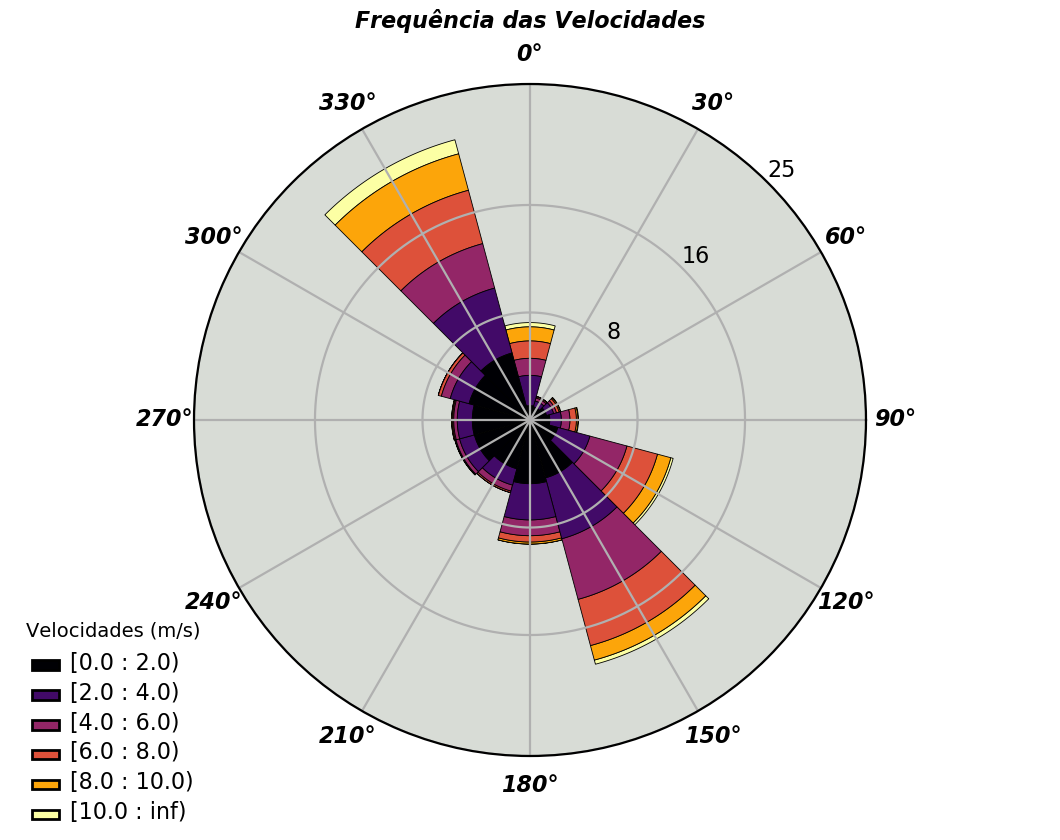 Frequência das Velocidades
0°
330°
30°
25
300°
60°
16
8
270°
90°
240°
120°
210°
150°
180°
Velocidades (m/s)
[0.0 : 2.0)
[2.0 : 4.0)
[4.0 : 6.0)
[6.0 : 8.0)
[8.0 : 10.0)
[10.0 : inf)